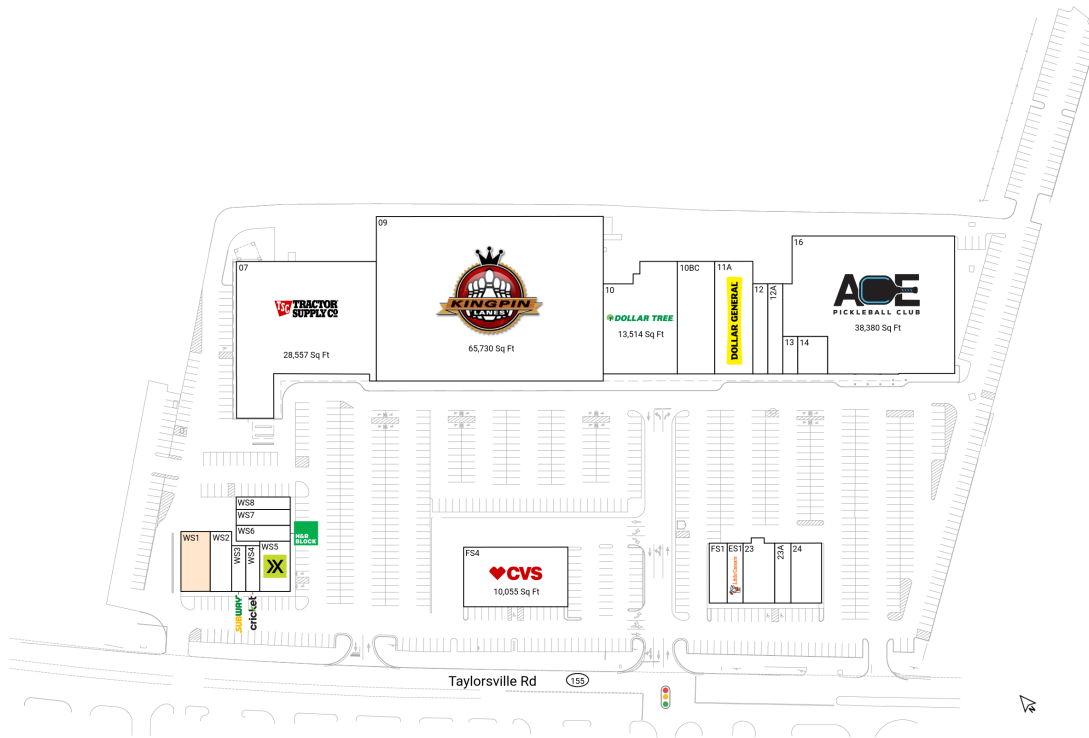 09
16
07
10BC
11A
10
12
12A
TSC TRACTOR
SUPPLY CO
KINGPIN
LANES
DOLLAR TREE
13,514 Sq Ft
DOLLAR GENERAL
ACE
PICKLEBALL CLUB
38,380 Sq Ft
13
14
28,557 Sq Ft
65,730 Sq Ft
WS8
WS7
WS6
WS1
WS2
WS3
WS4
WS5
H&R
BLOCK
SUBWAY
cricket
FS4
CVS
10,055 Sq Ft
FS1
ES1
23
23A
24
Little Caesars
Taylorsville Rd
155
N